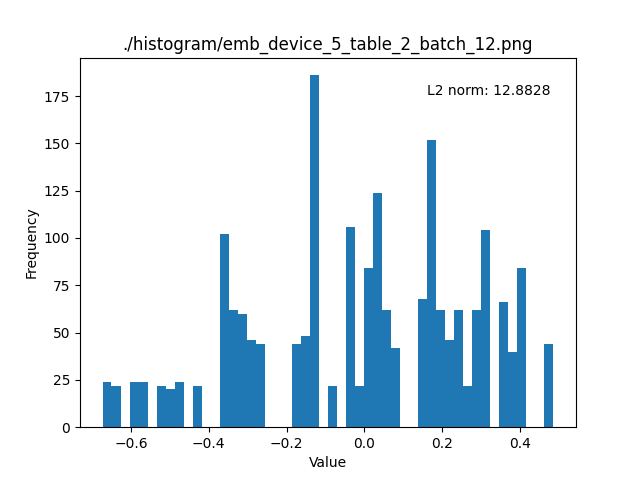 ./histogram/emb_device_5_table_2_batch_12.png
L2 norm: 12.8828
175
150
125
100
75
50
25
0
Frequency
−0.6 −0.4 −0.2 0.0 0.2 0.4
Value